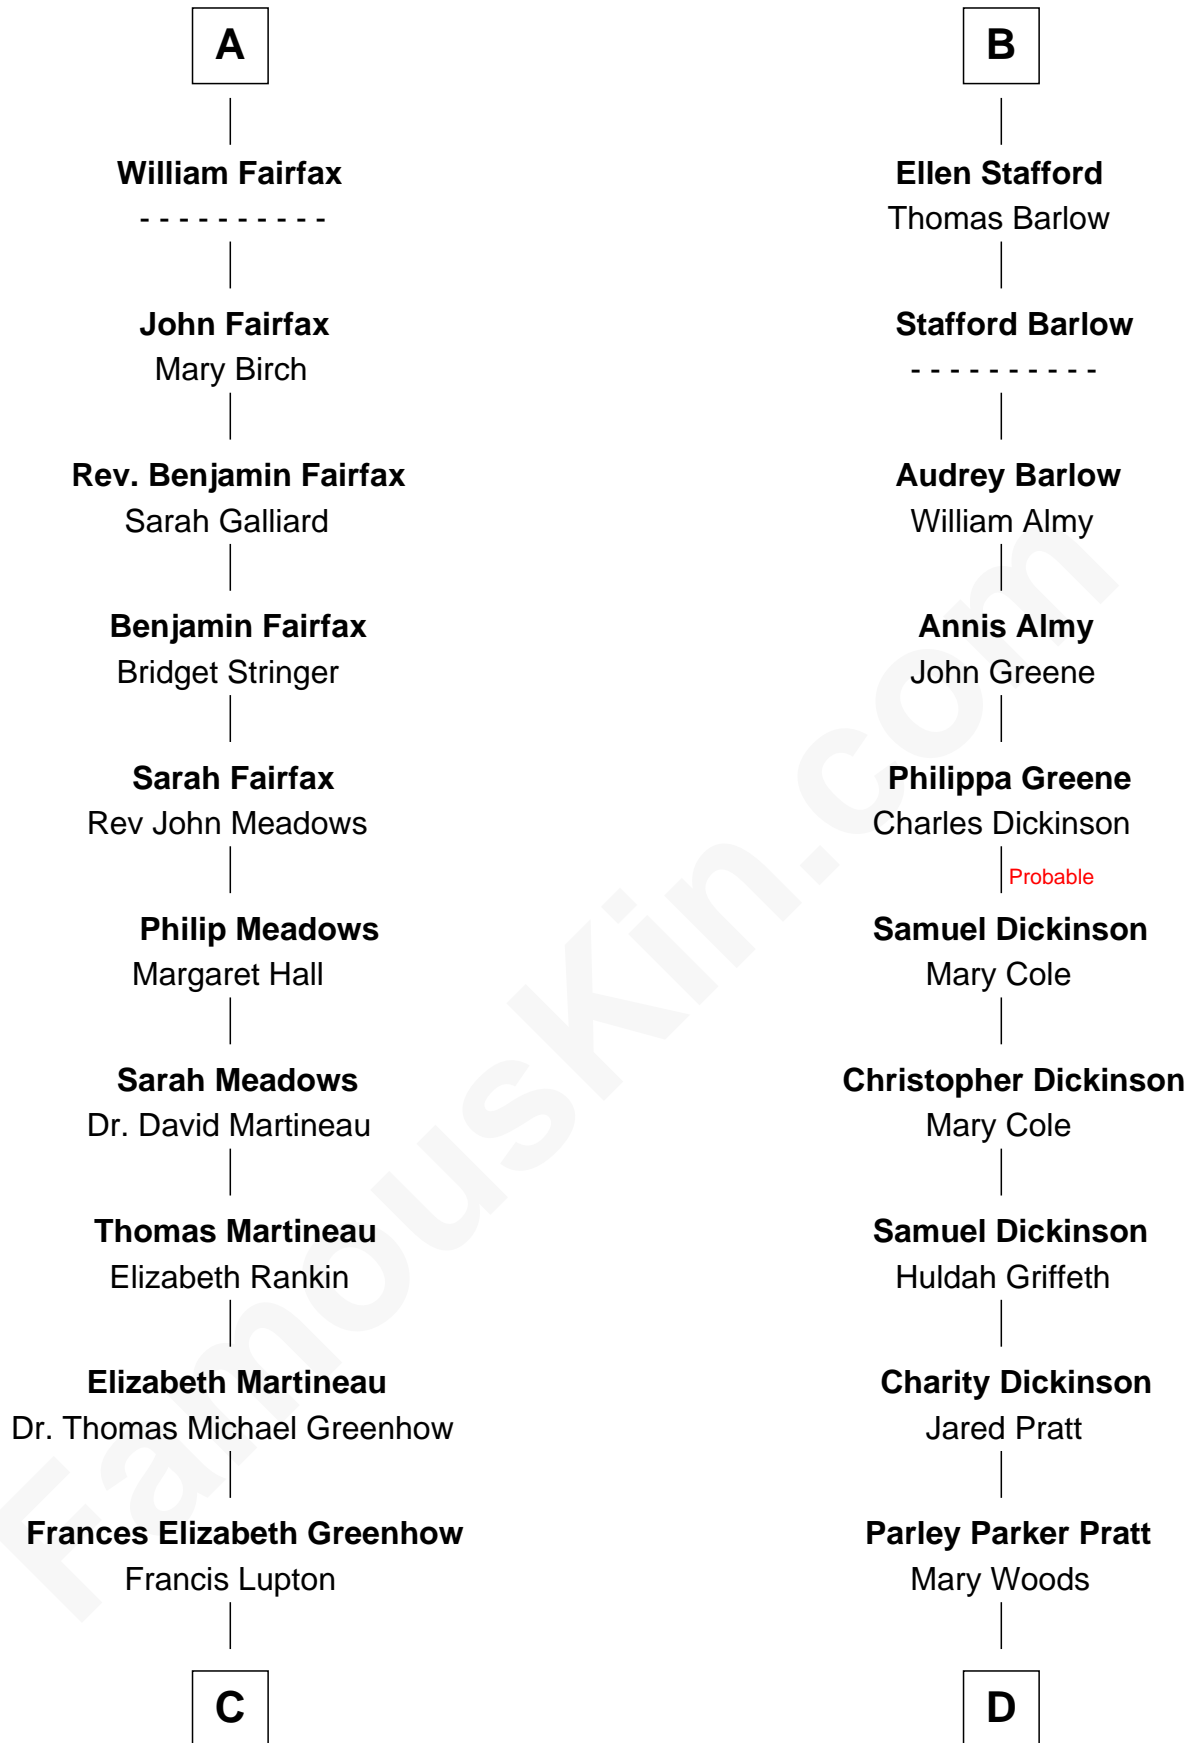 A
William Fairfax
- - - - - - - - - -
John Fairfax
Mary Birch
Rev. Benjamin Fairfax
Sarah Galliard
Benjamin Fairfax
Bridget Stringer
Sarah Fairfax
Rev John Meadows
Philip Meadows
Margaret Hall
Sarah Meadows
Dr. David Martineau
Thomas Martineau
Elizabeth Rankin
Elizabeth Martineau
Dr. Thomas Michael Greenhow
Frances Elizabeth Greenhow
Francis Lupton
C
B
Ellen Stafford
Thomas Barlow
Stafford Barlow
- - - - - - - - - -
Audrey Barlow
William Almy
Annis Almy
John Greene
Philippa Greene
Charles Dickinson
Probable
Samuel Dickinson
Mary Cole
Christopher Dickinson
Mary Cole
Samuel Dickinson
Huldah Griffeth
Charity Dickinson
Jared Pratt
Parley Parker Pratt
Mary Woods
D
FamousKin.com